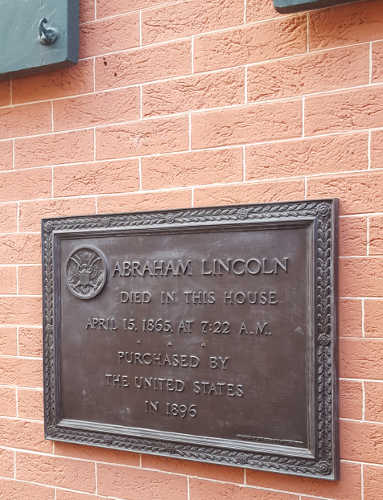 ABRAHAM LINCOLN
DIED IN THIS HOUSE
APRIL 15, 1865, AT 7:22 A.M.
PURCHASED BY
THE UNITED STATES
IN 1896